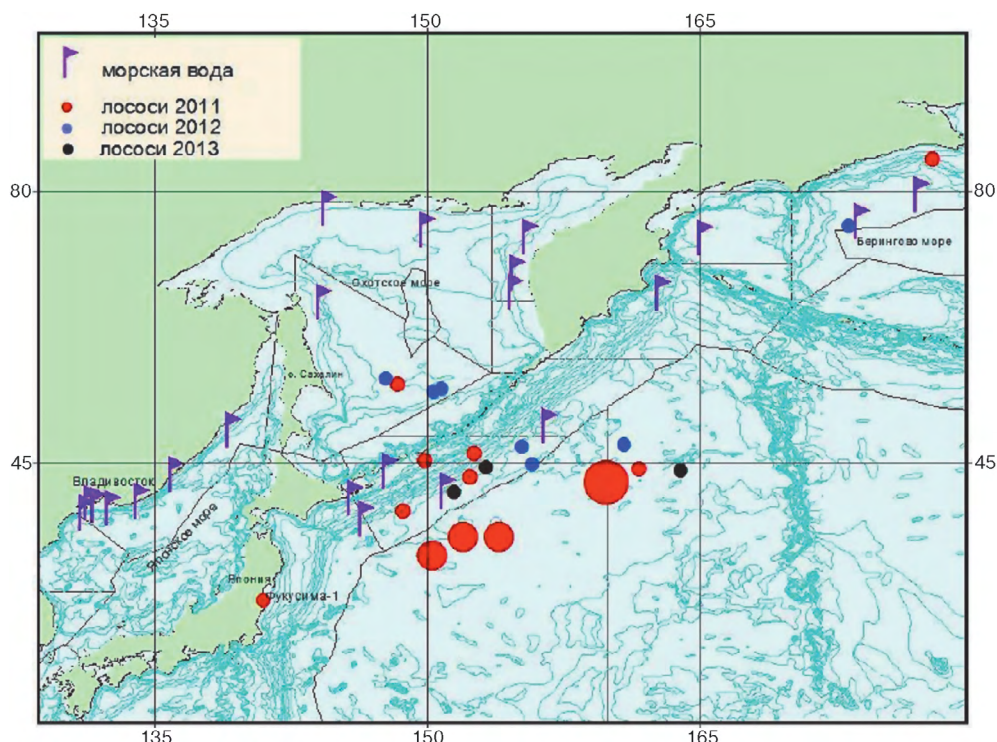 135 150 165
морская вода
лососи 2011
лососи 2012
лососи 2013
80 80
Берингово море
Охотское море
о. Сахалин
45 45
Владивосток
Японское море
Япония
Фукусима-1
135 150 165